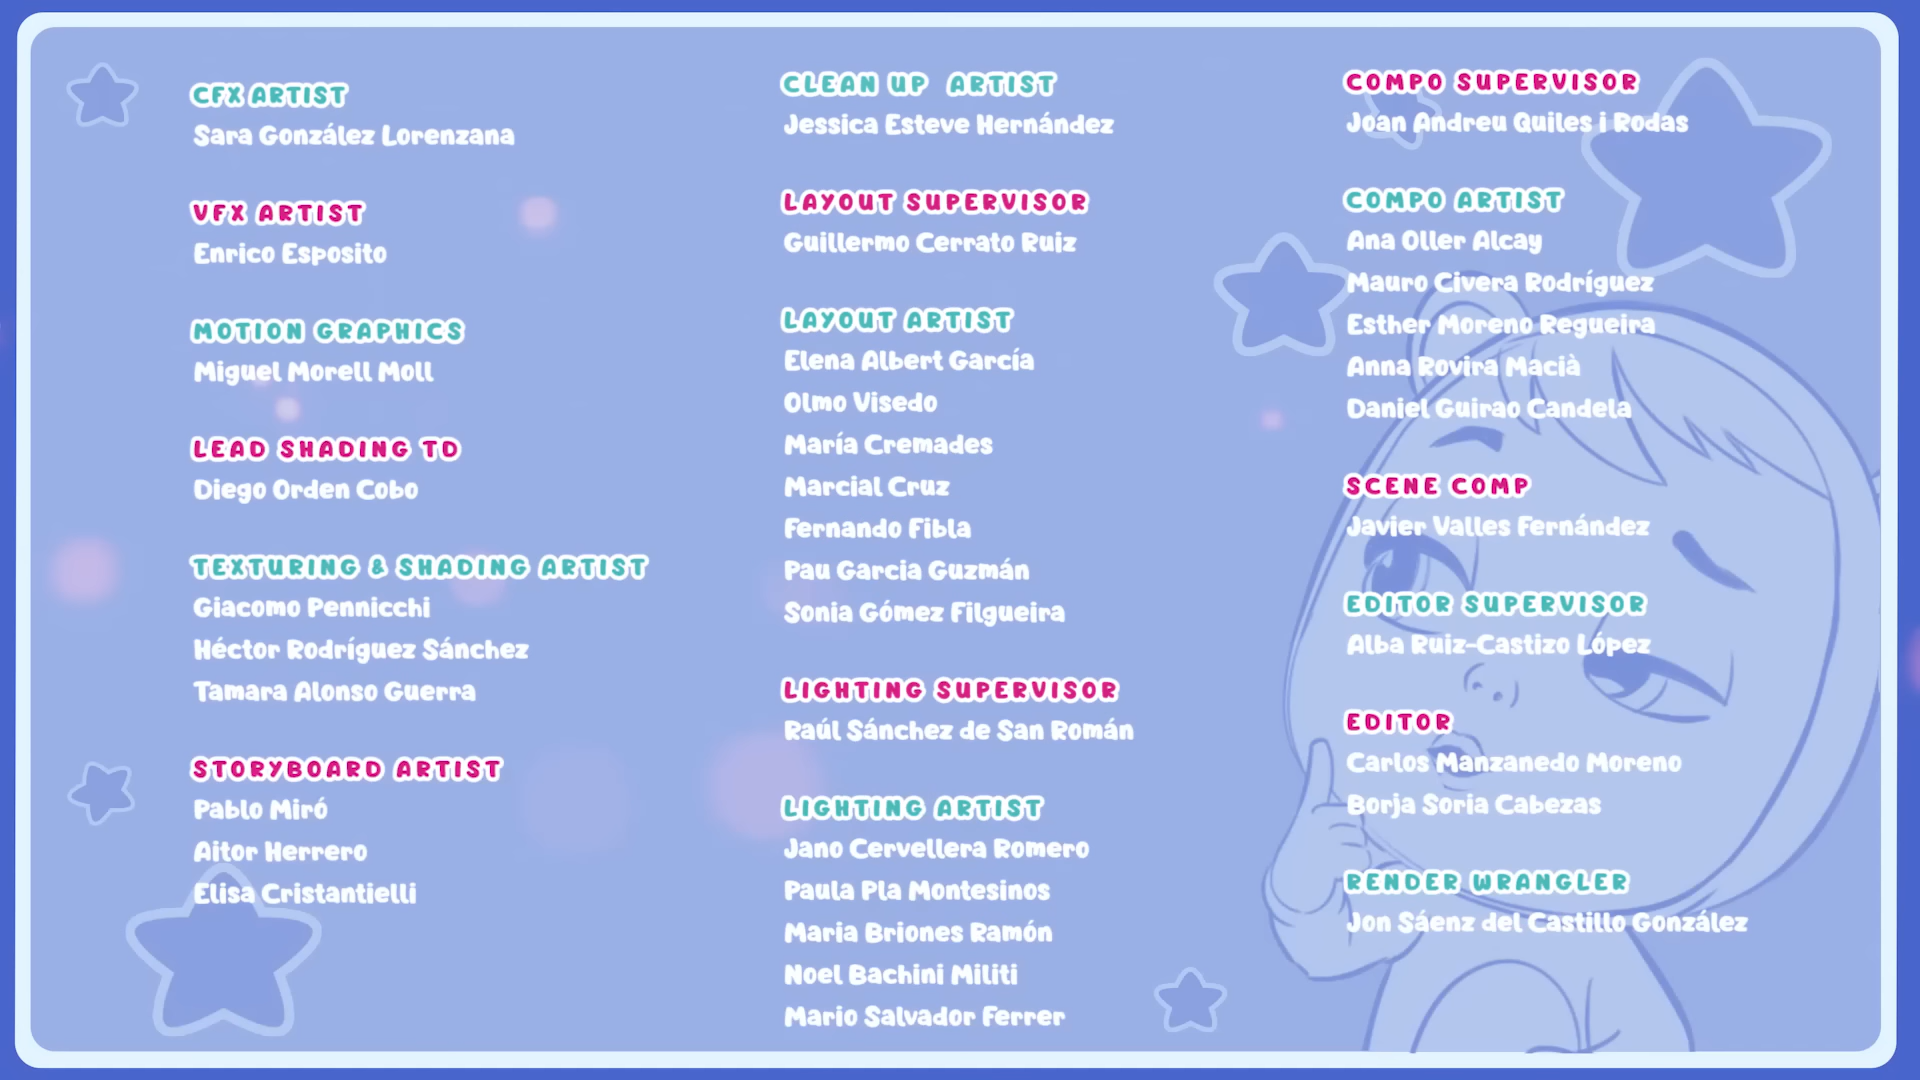 CFX ARTIST
Sara González Lorenzana
VFX ARTIST
Enrico Esposito
MOTION GRAPHICS
Miguel Morell Moll
LEAD SHADING TD
Diego Orden Cobo
TEXTURING & SHADING ARTIST
Giacomo Pennicchi
Héctor Rodríguez Sánchez
Tamara Alonso Guerra
STORYBOARD ARTIST
Pablo Miró
Aitor Herrero
Elisa Cristantielli
CLEAN UP ARTIST
Jessica Esteve Hernández
LAYOUT SUPERVISOR
Guillermo Cerrato Ruiz
LAYOUT ARTIST
Elena Albert García
Olmo Visedo
María Cremades
Marcial Cruz
Fernando Fibla
Pau Garcia Guzmán
Sonia Gómez Filgueira
LIGHTING SUPERVISOR
Raúl Sánchez de San Román
LIGHTING ARTIST
Jano Cervellera Romero
Paula Pla Montesinos
Maria Briones Ramón
Noel Bachini Militi
Mario Salvador Ferrer
COMPO SUPERVISOR
Joan Andreu Quiles i Rodas
COMPO ARTIST
Ana Oller Alcay
Mauro Civera Rodríguez
Esther Moreno Regueira
Anna Rovira Macià
Daniel Guirao Candela
SCENE COMP
Javier Valles Fernández
EDITOR SUPERVISOR
Alba Ruiz-Castizo López
EDITOR
Carlos Manzanedo Moreno
Borja Soria Cabezas
RENDER WRANGLER
Jon Sáenz del Castillo González